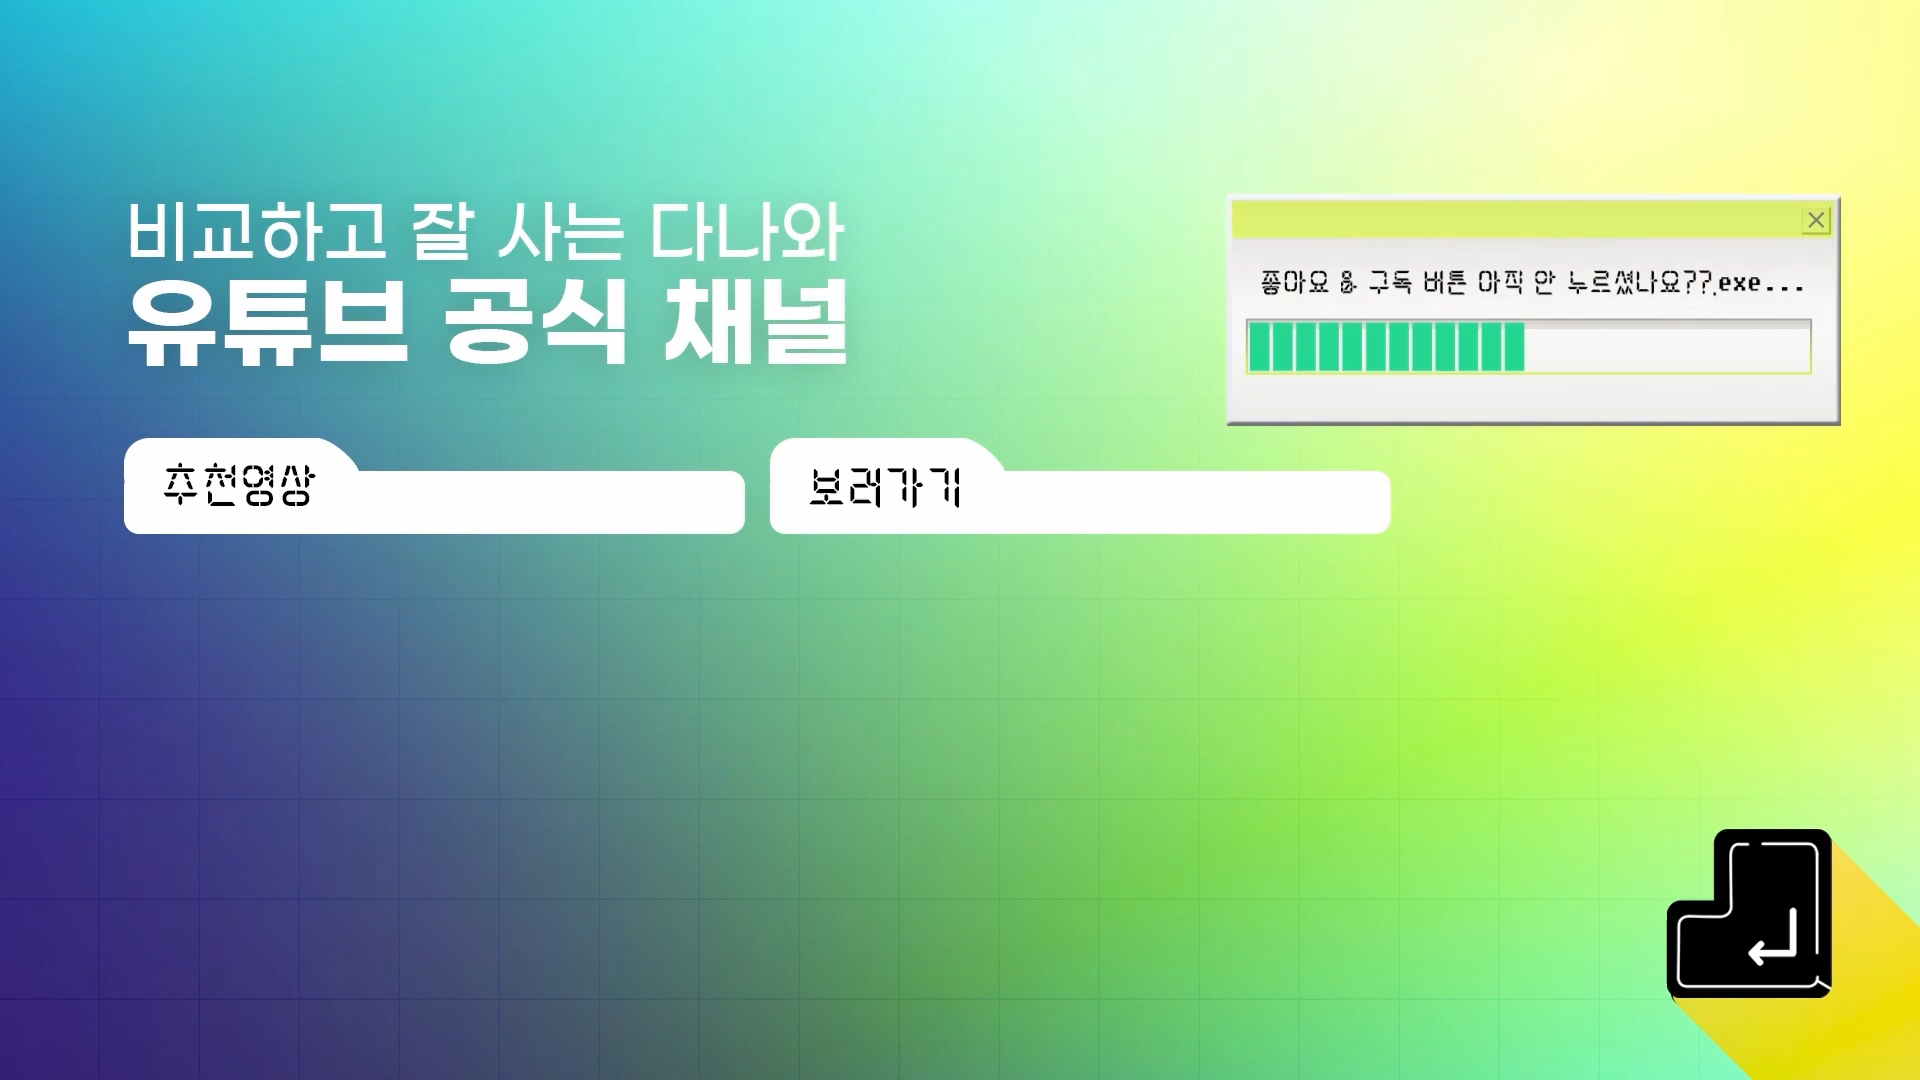 비교하고 잘 사는 다나와
유튜브 공식 채널
좋아요 & 구독 버튼 아직 안 누르셨나요??.exe...
추천영상
보러가기